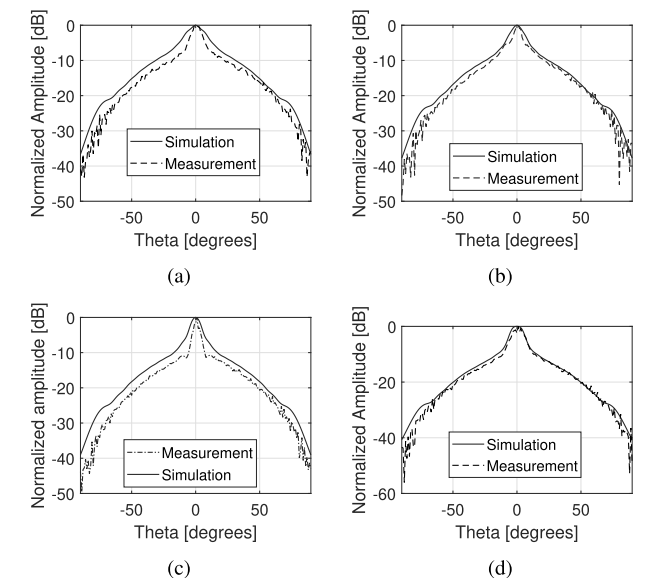 Normalized Amplitude [dB]
0
-10
-20
-30
-40
-50
-50
0
50
Theta [degrees]
Simulation
Measurement
(a)
Normalized Amplitude [dB]
0
-10
-20
-30
-40
-50
-50
0
50
Theta [degrees]
Simulation
Measurement
(b)
Normalized amplitude [dB]
0
-10
-20
-30
-40
-50
-50
0
50
Theta [degrees]
Measurement
Simulation
(c)
Normalized Amplitude [dB]
0
-20
-40
-60
-50
0
50
Theta [degrees]
Simulation
Measurement
(d)